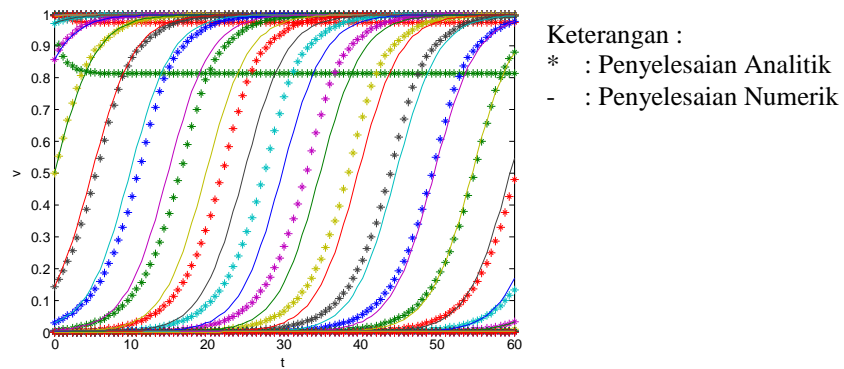 1
0.9
0.8
0.7
0.6
0.5
0.4
0.3
0.2
0.1
0
v
0 10 20 30 40 50 60
t
Keterangan :
* : Penyelesaian Analitik
- : Penyelesaian Numerik